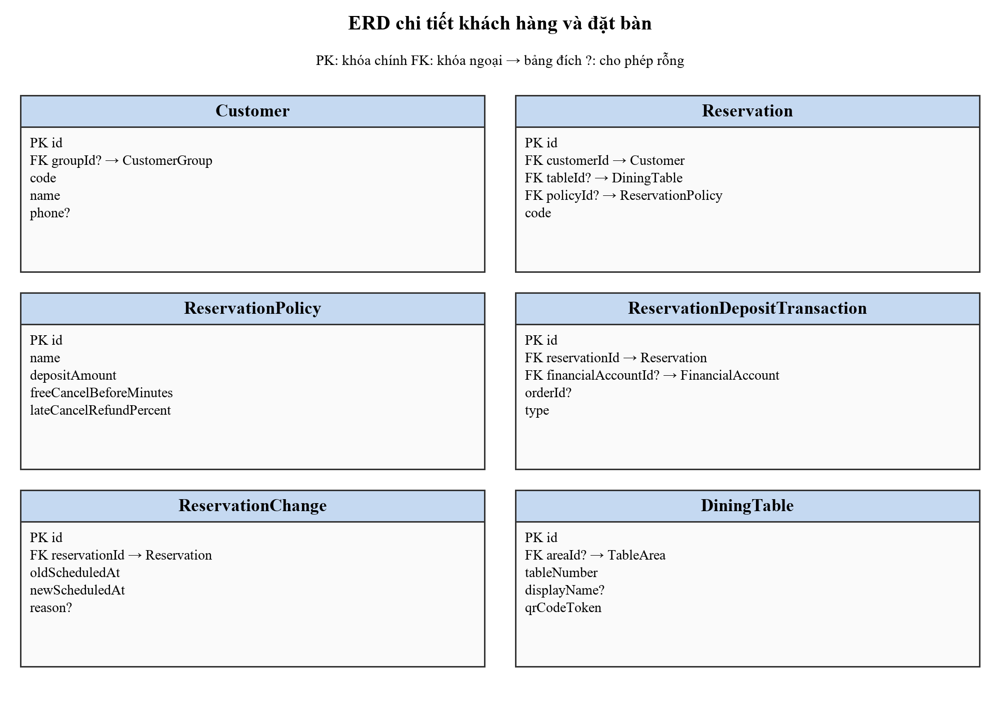 ERD chi tiết khách hàng và đặt bàn
PK: khóa chính FK: khóa ngoại → bảng đích ?: cho phép rỗng
Customer
PK id
FK groupId? → CustomerGroup
code
name
phone?
Reservation
PK id
FK customerId → Customer
FK tableId? → DiningTable
FK policyId? → ReservationPolicy
code
ReservationPolicy
PK id
name
depositAmount
freeCancelBeforeMinutes
lateCancelRefundPercent
ReservationDepositTransaction
PK id
FK reservationId → Reservation
FK financialAccountId? → FinancialAccount
orderId?
type
ReservationChange
PK id
FK reservationId → Reservation
oldScheduledAt
newScheduledAt
reason?
DiningTable
PK id
FK areaId? → TableArea
tableNumber
displayName?
qrCodeToken